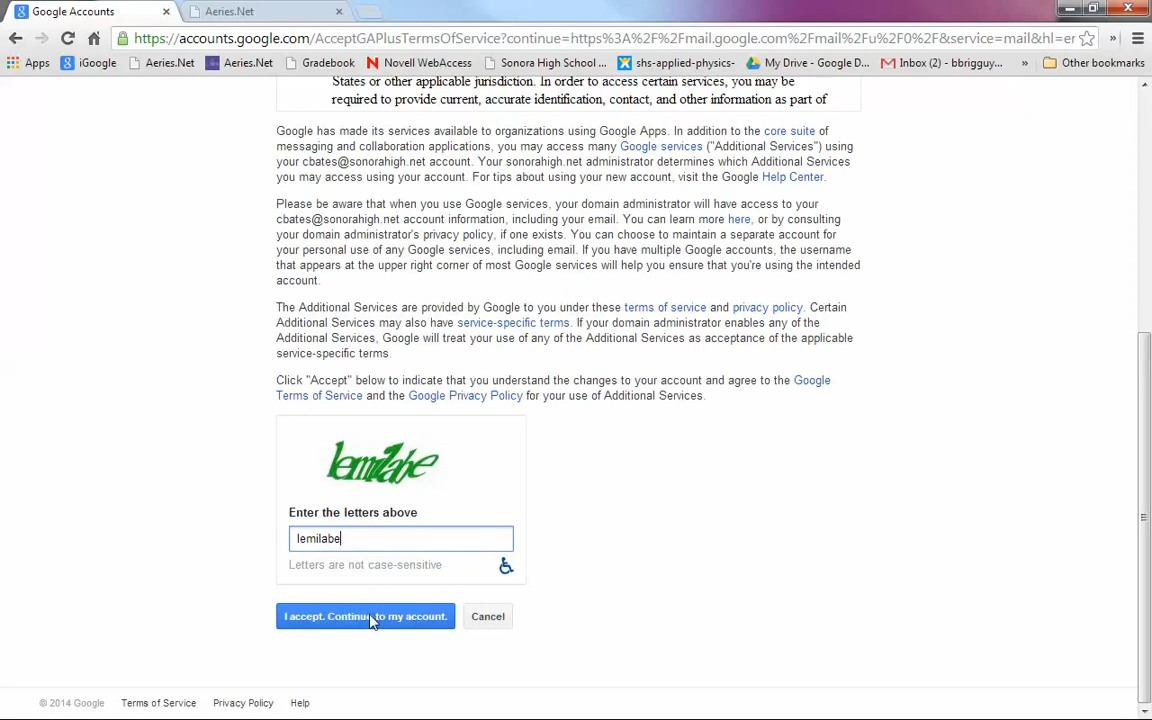 Google Accounts
Aeries.Net
https://accounts.google.com/AcceptGAPlusTermsOfService?continue=https%3A%2F%2Fmail.google.com%2Fmail%2Fu%2F0%2F&service=mail&hl=er
Apps iGoogle Aeries.Net Aeries.Net Gradebook Novell WebAccess Sonora High School ... shs-applied-physics- My Drive - Google D... Inbox (2) - bbrigguy... » Other bookmarks
States or other applicable jurisdiction. In order to access certain services, you may be
required to provide current, accurate identification, contact, and other information as part of
Google has made its services available to organizations using Google Apps. In addition to the core suite of
messaging and collaboration applications, you may access many Google services ("Additional Services") using
your cbates@sonorahigh.net account. Your sonorahigh.net administrator determines which Additional Services
you may access using your account. For tips about using your new account, visit the Google Help Center.
Please be aware that when you use Google services, your domain administrator will have access to your
cbates@sonorahigh.net account information, including your email. You can learn more here, or by consulting
your domain administrator's privacy policy, if one exists. You can choose to maintain a separate account for
your personal use of any Google services, including email. If you have multiple Google accounts, the username
that appears at the upper right corner of most Google services will help you ensure that you're using the intended
account.
The Additional Services are provided by Google to you under these terms of service and privacy policy. Certain
Additional Services may also have service-specific terms. If your domain administrator enables any of the
Additional Services, Google will treat your use of any of the Additional Services as acceptance of the applicable
service-specific terms.
Click "Accept" below to indicate that you understand the changes to your account and agree to the Google
Terms of Service and the Google Privacy Policy for your use of Additional Services.
lemilabe
Enter the letters above
lemilabe
Letters are not case-sensitive
I accept. Continue to my account.
Cancel
© 2014 Google Terms of Service Privacy Policy Help